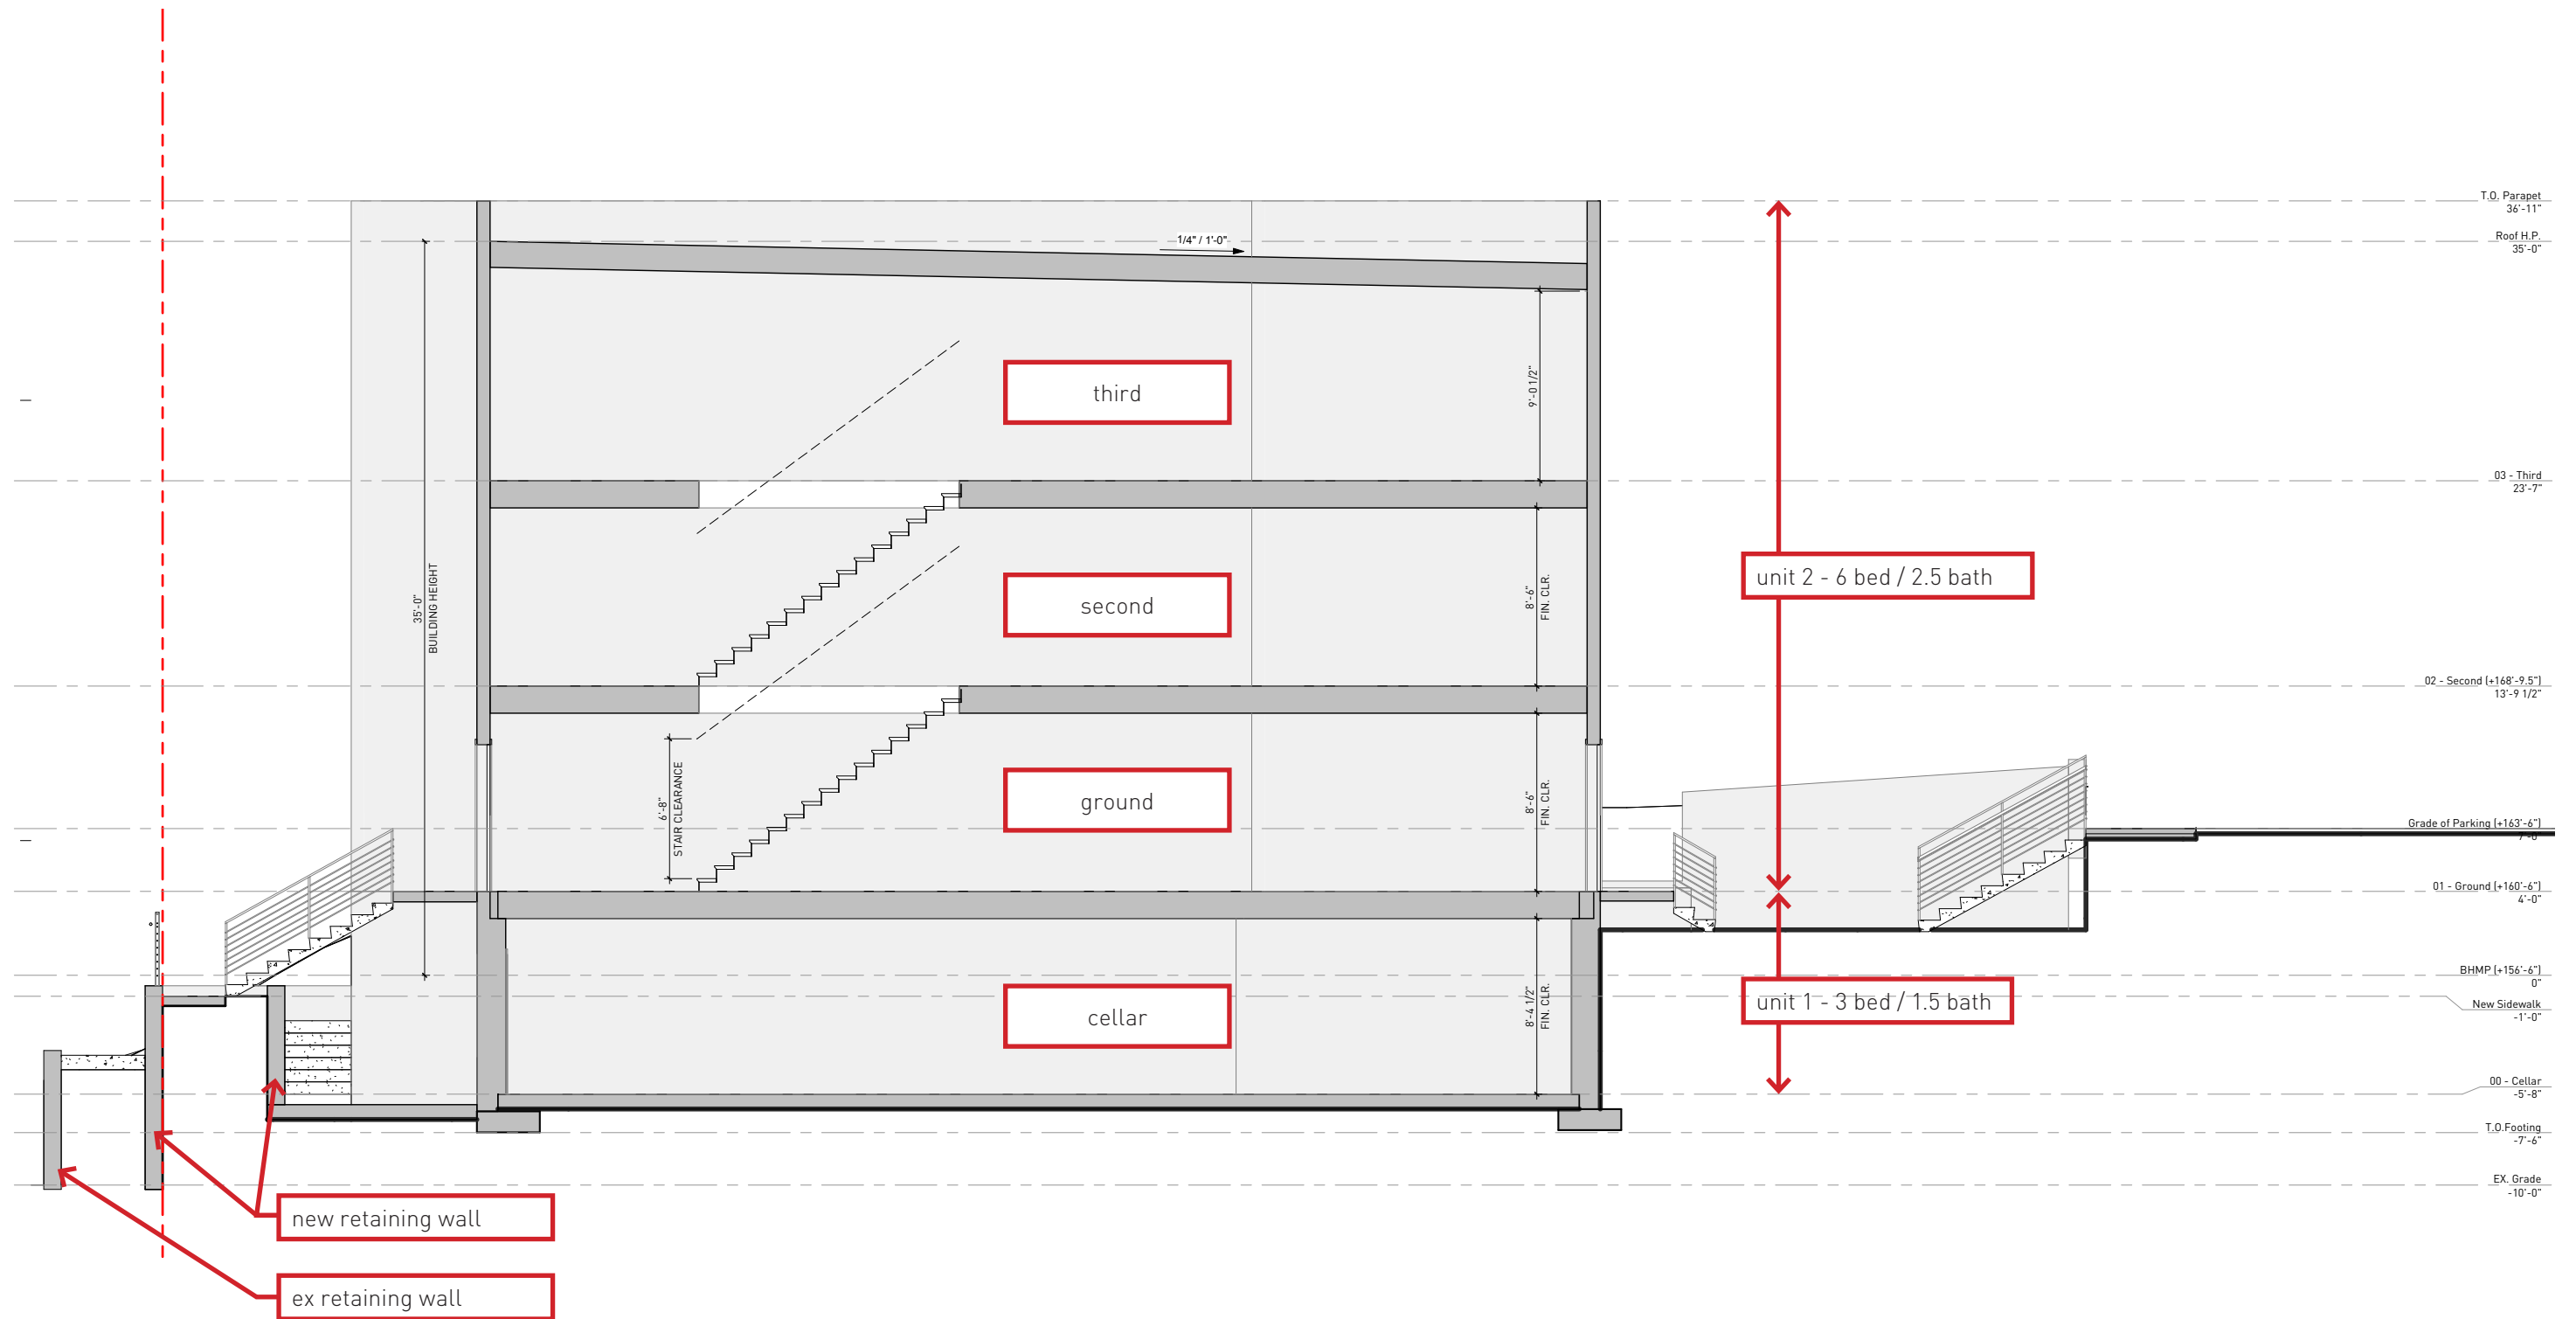 T.O. Parapet
36'-11"
1/4" / 1'-0"
Roof H.P.
35'-0"
third
9'-0 1/2"
03 - Third
23'-7"
35'-0"
BUILDING HEIGHT
second
8'-6"
FIN. CLR.
unit 2 - 6 bed / 2.5 bath
02 - Second (+168'-9.5")
13'-9 1/2"
6'-8"
STAIR CLEARANCE
ground
8'-6"
FIN. CLR.
Grade of Parking (+163'-6")
7'-0"
01 - Ground (+160'-6")
4'-0"
BHMP (+156'-6")
0"
cellar
8'-4 1/2"
FIN. CLR.
unit 1 - 3 bed / 1.5 bath
New Sidewalk
-1'-0"
00 - Cellar
-5'-8"
T.O.Footing
-7'-6"
EX. Grade
-10'-0"
new retaining wall
ex retaining wall